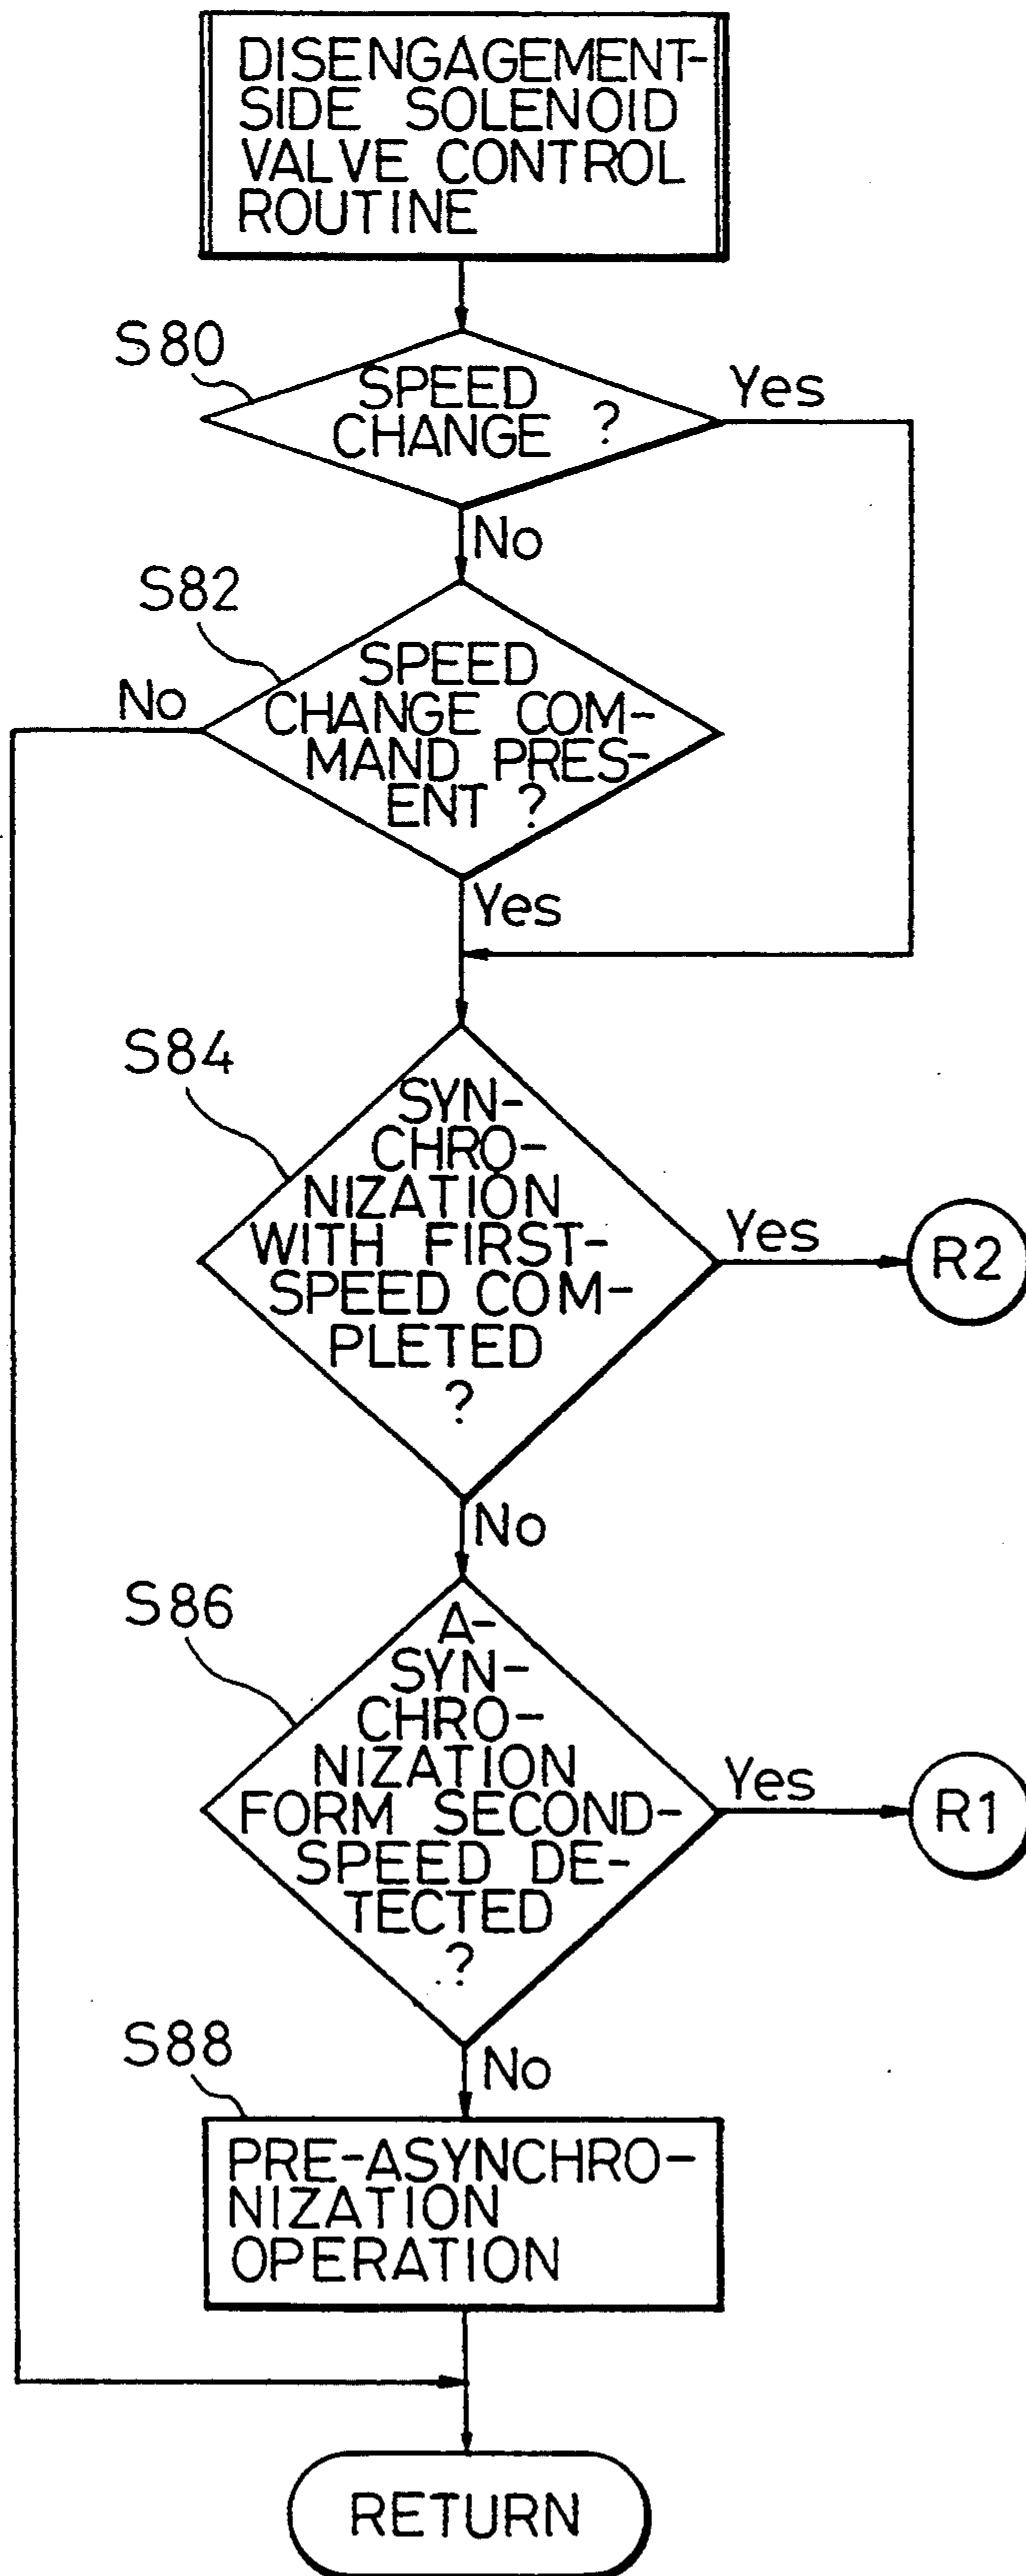 DISENGAGEMENT-
SIDE SOLENOID
VALVE CONTROL
ROUTINE
S80
SPEED
CHANGE ?
Yes
No
S82
SPEED
CHANGE COM-
MAND PRES-
ENT ?
No
Yes
S84
SYN-
CHRO-
NIZATION
WITH FIRST-
SPEED COM-
PLETED
?
Yes
R2
No
S86
A-
SYN-
CHRO-
NIZATION
FORM SECOND-
SPEED DE-
TECTED
?
Yes
R1
No
S88
PRE-ASYNCHRO-
NIZATION
OPERATION
RETURN